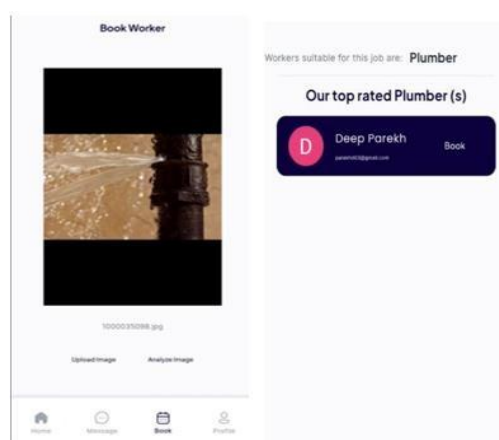 Book Worker
1000035098.jpg
Upload Image
Analyze Image
Home
Message
Book
Profile
Workers suitable for this job are: Plumber
Our top rated Plumber (s)
D
Deep Parekh
Book